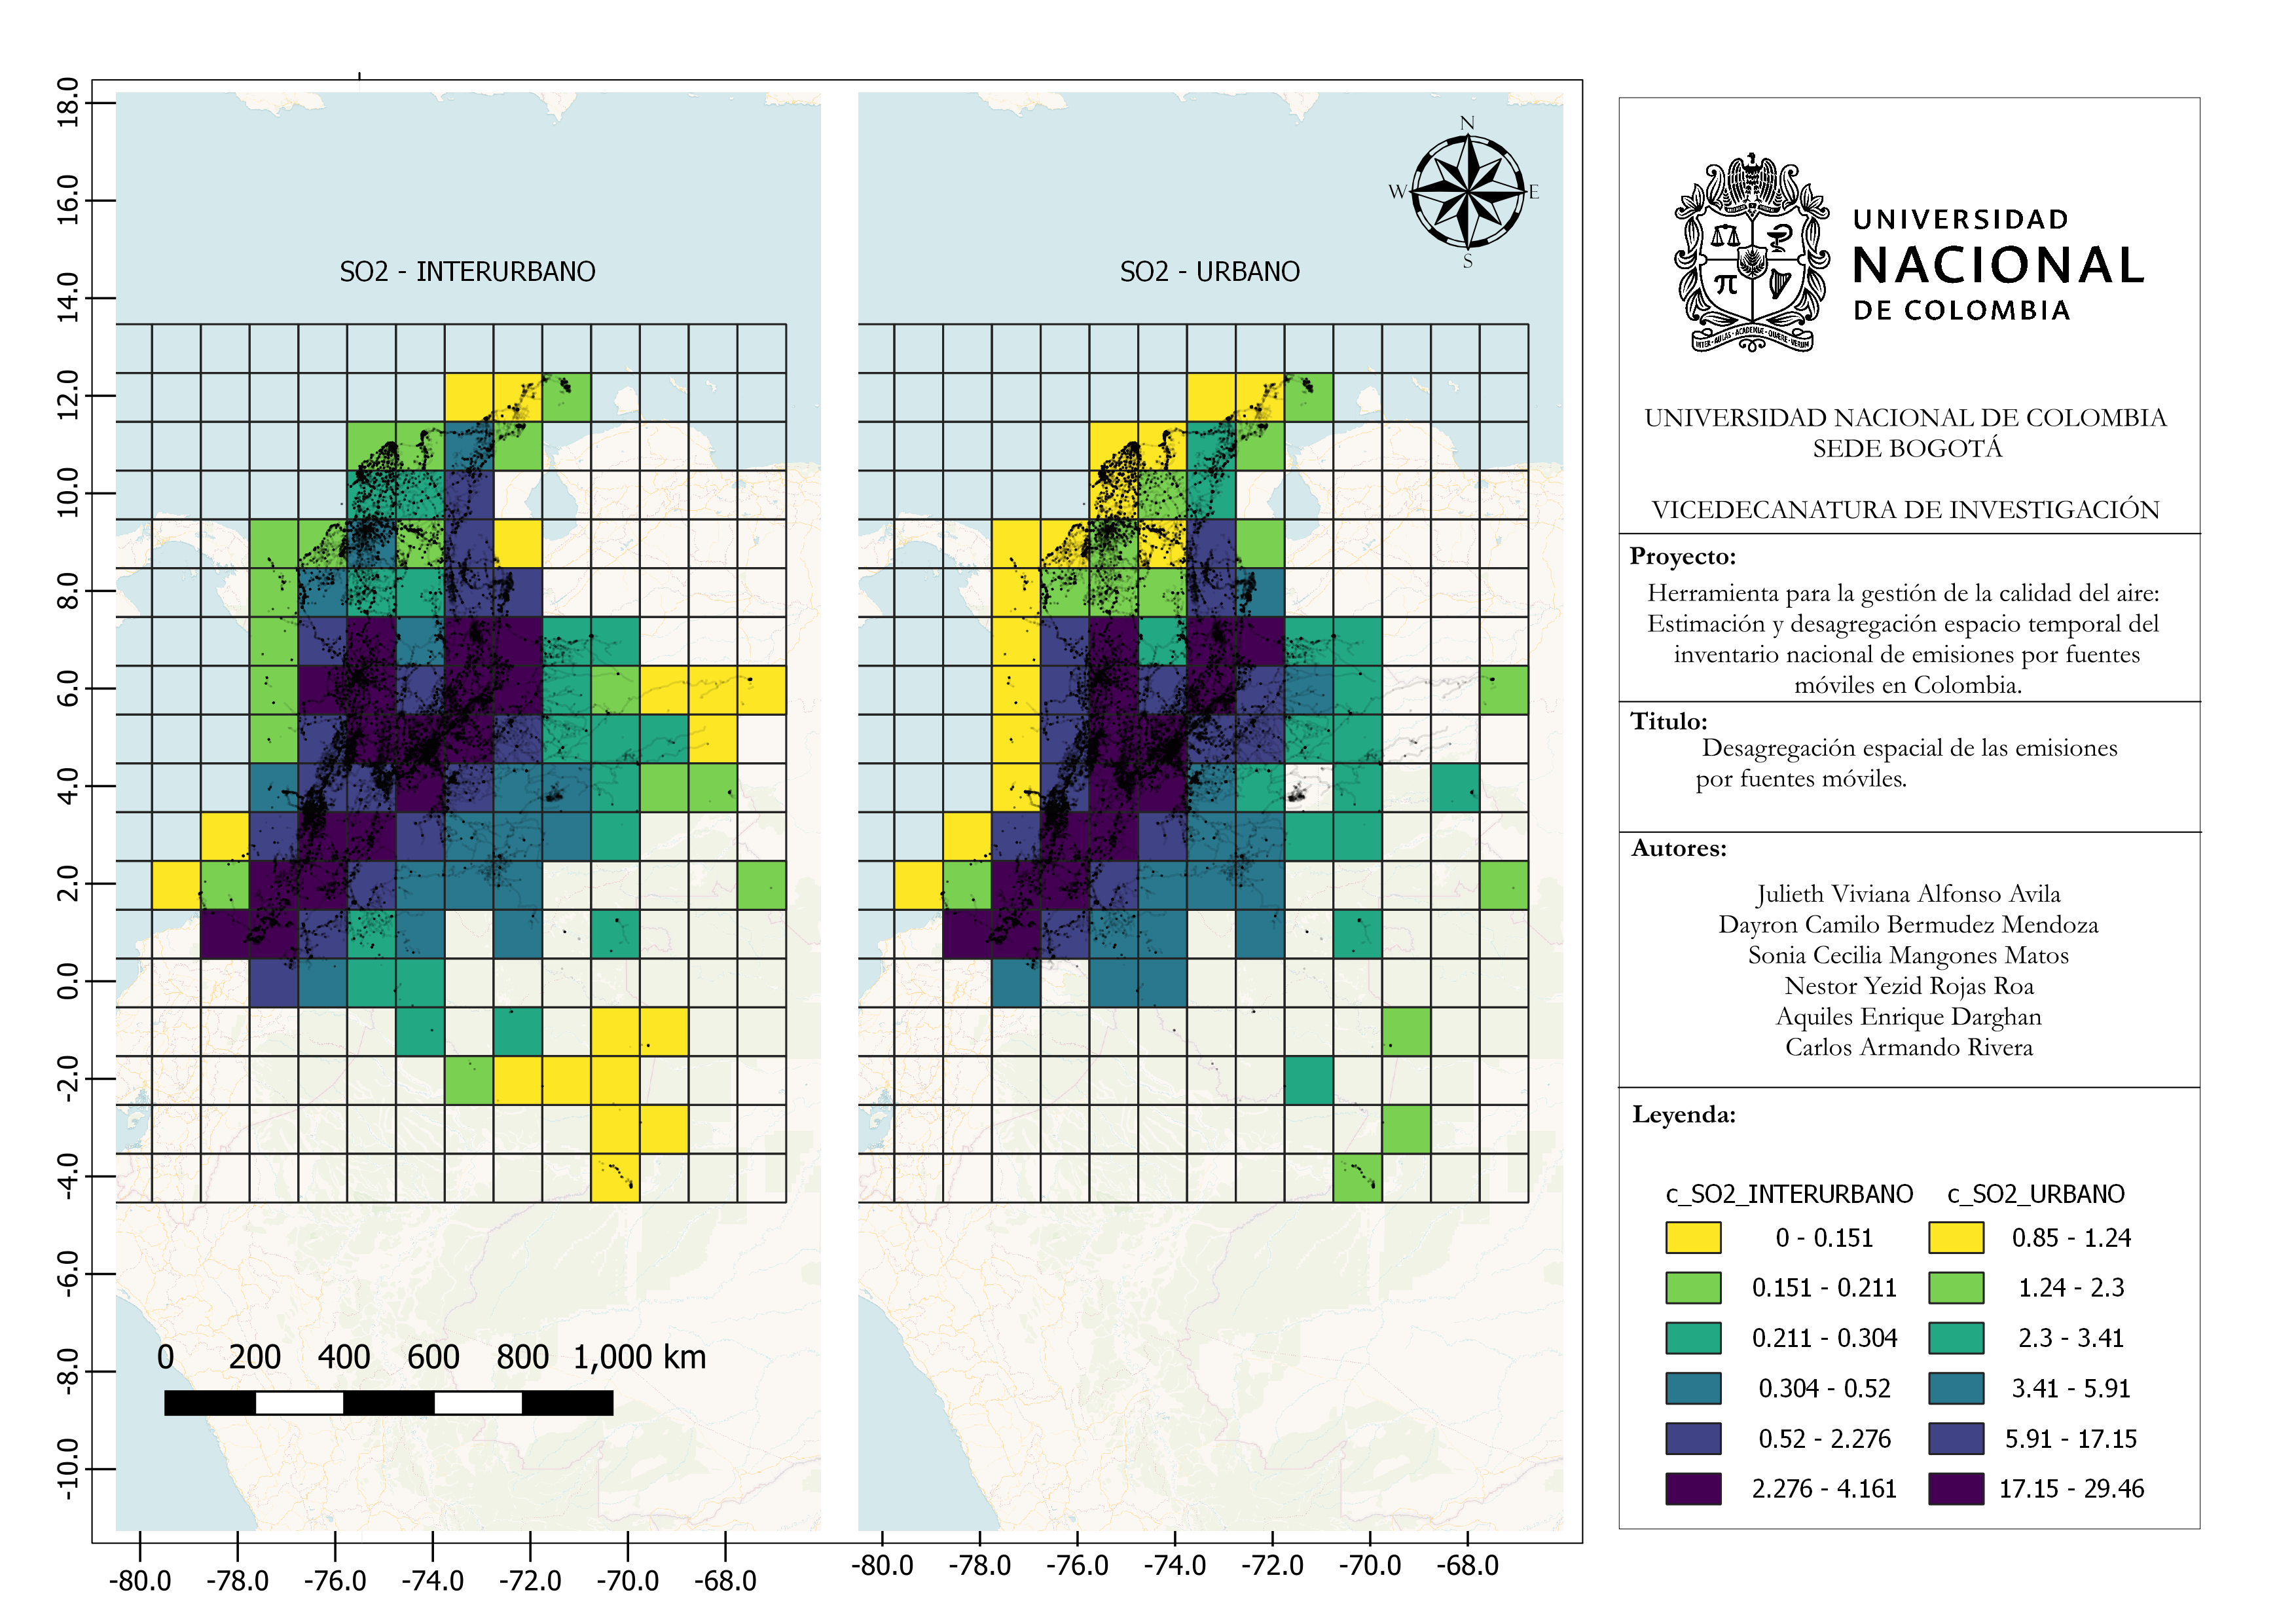 18.0
16.0
14.0
12.0
10.0
8.0
6.0
4.0
2.0
0.0
-2.0
-4.0
-6.0
-8.0
-10.0
SO2 - INTERURBANO
SO2 - URBANO
N
W
E
S
0 200 400 600 800 1,000 km
-80.0 -78.0 -76.0 -74.0 -72.0 -70.0 -68.0
-80.0 -78.0 -76.0 -74.0 -72.0 -70.0 -68.0
INTER · AULAS · ACADEMIÆ · QUÆRE · VERUM
π
UNIVERSIDAD
NACIONAL
DE COLOMBIA
UNIVERSIDAD NACIONAL DE COLOMBIA
SEDE BOGOTÁ
VICEDECANATURA DE INVESTIGACIÓN
Proyecto:
Herramienta para la gestión de la calidad del aire:
Estimación y desagregación espacio temporal del
inventario nacional de emisiones por fuentes
móviles en Colombia.
Titulo:
Desagregación espacial de las emisiones
por fuentes móviles.
Autores:
Julieth Viviana Alfonso Avila
Dayron Camilo Bermudez Mendoza
Sonia Cecilia Mangones Matos
Nestor Yezid Rojas Roa
Aquiles Enrique Darghan
Carlos Armando Rivera
Leyenda:
c_SO2_INTERURBANO c_SO2_URBANO
0 - 0.151 0.85 - 1.24
0.151 - 0.211 1.24 - 2.3
0.211 - 0.304 2.3 - 3.41
0.304 - 0.52 3.41 - 5.91
0.52 - 2.276 5.91 - 17.15
2.276 - 4.161 17.15 - 29.46